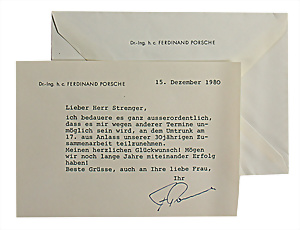 Dr.-Ing. h. c. FERDINAND PORSCHE
Dr.-Ing. h. c. FERDINAND PORSCHE
15. Dezember 1980
Lieber Herr Strenger,
ich bedauere es ganz ausserordentlich,
dass es mir wegen anderer Termine un-
möglich sein wird, an dem Umtrunk am
17. aus Anlass unserer 30jährigen Zu-
sammenarbeit teilzunehmen.
Meinen herzlichen Glückwunsch! Mögen
wir noch lange Jahre miteinander Erfolg
haben!
Beste Grüsse, auch an Ihre liebe Frau,
Ihr